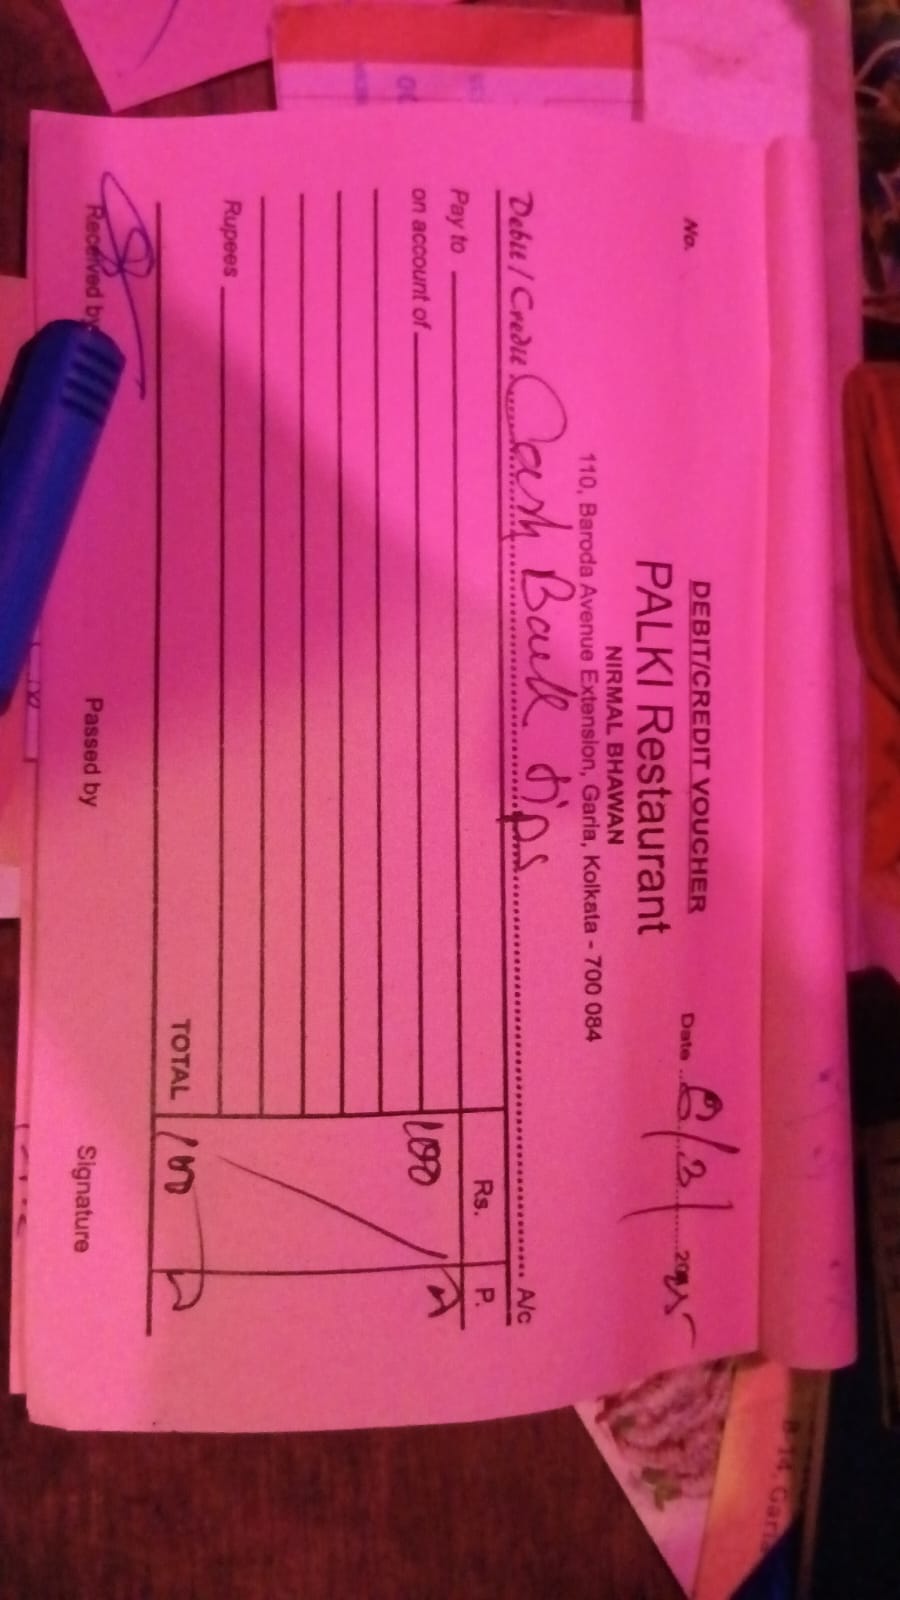 DEBIT/CREDIT VOUCHER
No.
PALKI Restaurant
Date 8/3/2025
NIRMAL BHAWAN
110, Baroda Avenue Extension, Garia, Kolkata - 700 084
Debit / Credit Cash Back tips A/c
Rs. P.
Pay to
on account of 100
Rupees
TOTAL 100
Received by Passed by Signature